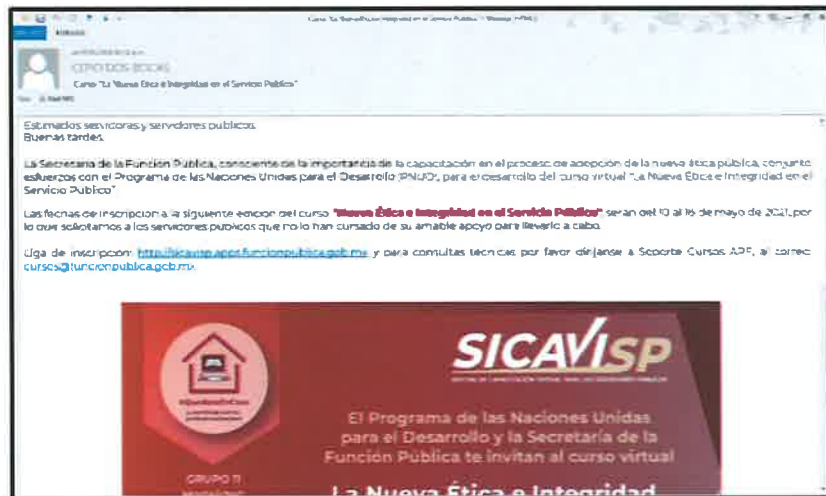 Curso "La Nueva Ética e Integridad en el Servicio Público"
Estimados servidoras y servidores públicos
Buenas tardes.
La Secretaría de la Función Pública, consciente de la importancia de la capacitación en el proceso de adopción de la nueva ética pública, conjunto
esfuerzos con el Programa de las Naciones Unidas para el Desarrollo (PNUD), para el desarrollo del curso virtual "La Nueva Ética e Integridad en el
Servicio Público"
Las fechas de inscripción a la siguiente edición del curso "Nueva Ética e Integridad en el Servicio Público", serán del 10 al 16 de mayo de 2021, por
lo que solicitamos a los servidores públicos que no lo han cursado de su amable apoyo para llevarlo a cabo.
Liga de inscripción: http://sicavisp.apps.funcionpublica.gob.mx y para consultas técnicas por favor dirijanse a Soporte Cursos APF, al correo:
cursos@funcionpublica.gob.mx
SICAVISP
El Programa de las Naciones Unidas
para el Desarrollo y la Secretaría de la
Función Pública te invitan al curso virtual
GRUPO 11
La Nueva Ética e Integridad